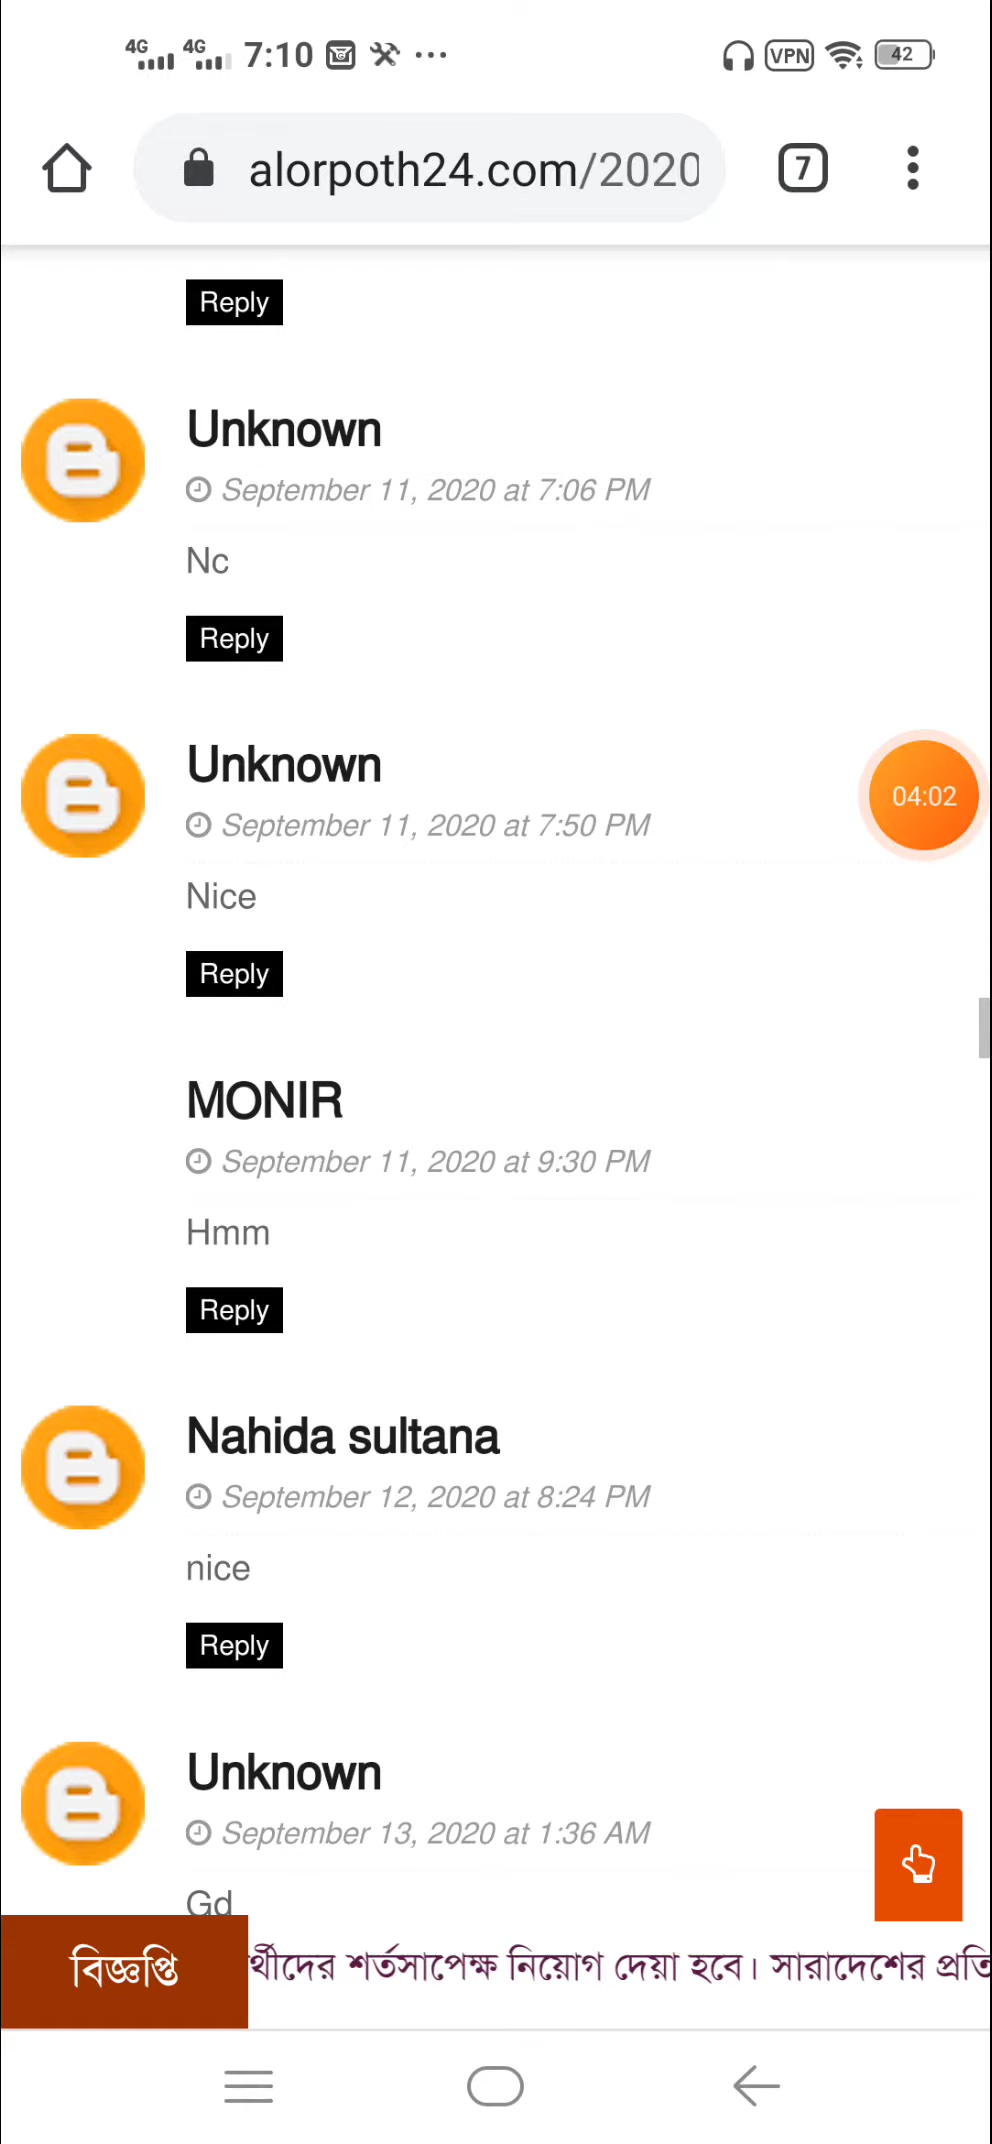 4G 4G 7:10 VPN 42
alorpoth24.com/2020 7
Reply
Unknown
September 11, 2020 at 7:06 PM
Nc
Reply
Unknown
September 11, 2020 at 7:50 PM
04:02
Nice
Reply
MONIR
September 11, 2020 at 9:30 PM
Hmm
Reply
Nahida sultana
September 12, 2020 at 8:24 PM
nice
Reply
Unknown
September 13, 2020 at 1:36 AM
Gd
বিজ্ঞপ্তি র্থীদের শর্তসাপেক্ষ নিয়োগ দেয়া হবে। সারাদেশের প্রতি